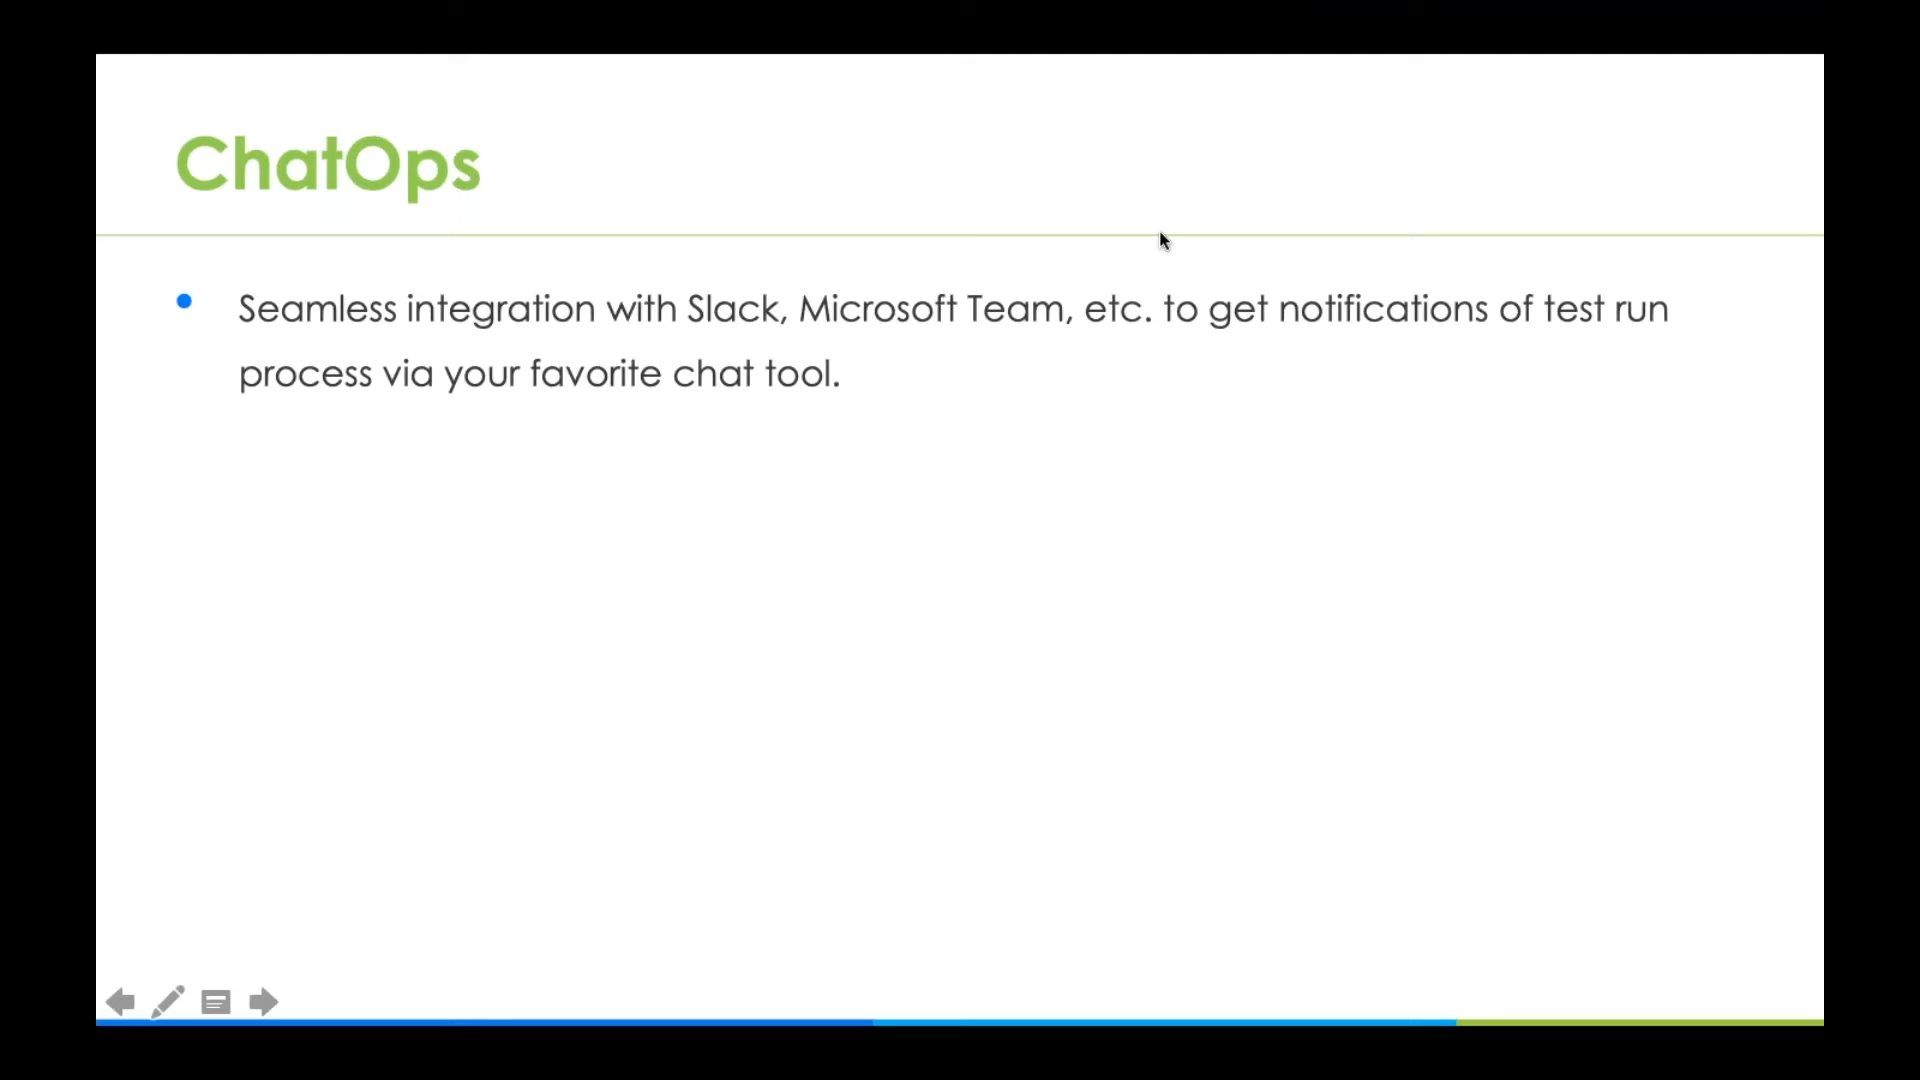 ChatOps
Seamless integration with Slack, Microsoft Team, etc. to get notifications of test run
process via your favorite chat tool.